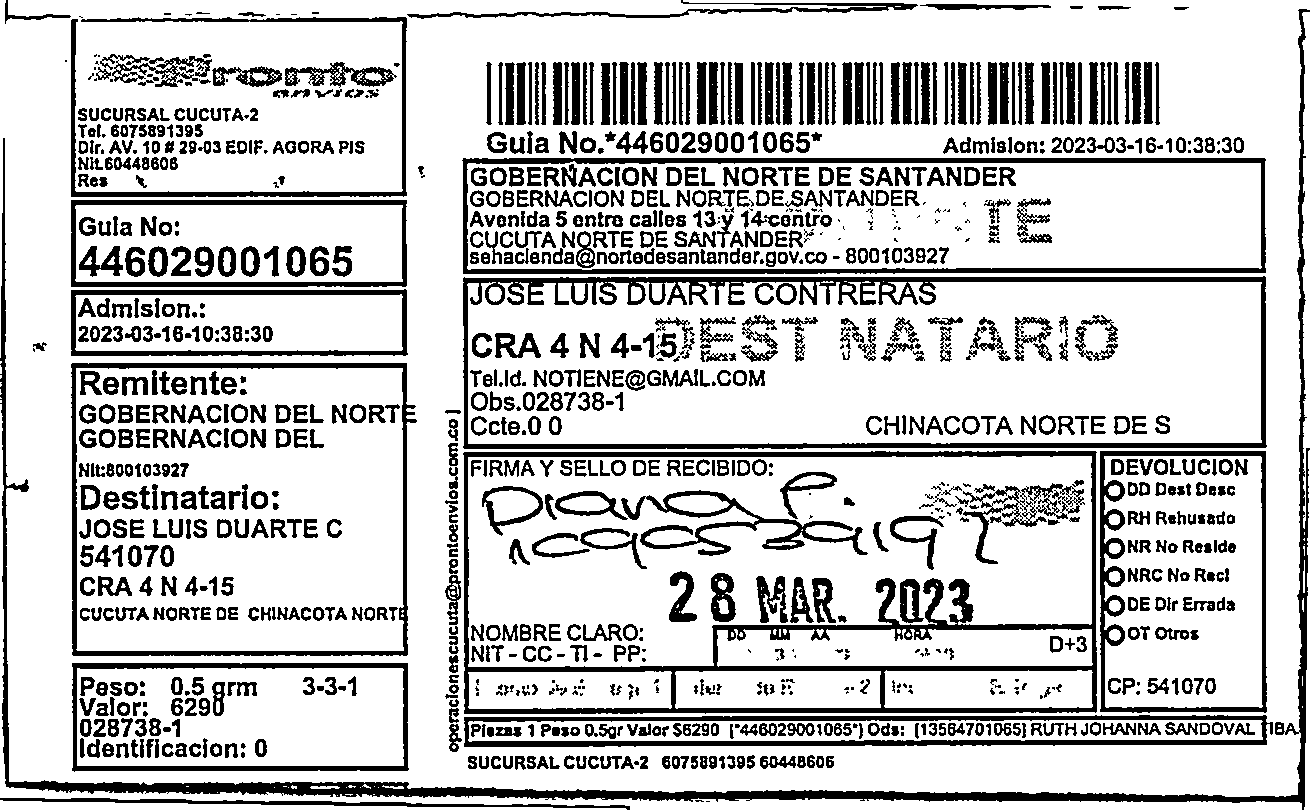 Pronto
envios
SUCURSAL CUCUTA-2
Tel. 6075891395
Dir. AV. 10 # 29-03 EDIF. AGORA PIS
Nit.60448606
Res
Guia No:
446029001065
Admision.:
2023-03-16-10:38:30
Remitente:
GOBERNACION DEL NORTE
GOBERNACION DEL
Nit:800103927
Destinatario:
JOSE LUIS DUARTE C
541070
CRA 4 N 4-15
CUCUTA NORTE DE CHINACOTA NORTE
Peso: 0.5 grm 3-3-1
Valor: 6290
028738-1
Identificacion: 0
operacionescucuta@prontoenvios.com.co]
Guia No.*446029001065*
Admision: 2023-03-16-10:38:30
GOBERNACION DEL NORTE DE SANTANDER
GOBERNACION DEL NORTE DE SANTANDER
Avenida 5 entre calles 13 y 14 centro
CUCUTA NORTE DE SANTANDER
sehacienda@nortedesantander.gov.co - 800103927
JOSE LUIS DUARTE CONTRERAS
CRA 4 N 4-15
DEST NATARIO
Tel.Id. NOTIENE@GMAIL.COM
Obs.028738-1
Ccte.0 0
CHINACOTA NORTE DE S
FIRMA Y SELLO DE RECIBIDO:
Diana P.
28 MAR. 2023
NOMBRE CLARO:
NIT - CC - TI - PP:
DD MM AA HORA
D+3
DEVOLUCION
DD Dest Desc
RH Rehusado
NR No Reside
NRC No Recl
DE Dir Errada
OT Otros
CP: 541070
Piezas 1 Peso 0.5gr Valor $6290 [*446029001065*] Ods: [13564701065] RUTH JOHANNA SANDOVAL TIBA
SUCURSAL CUCUTA-2 6075891395 60448606